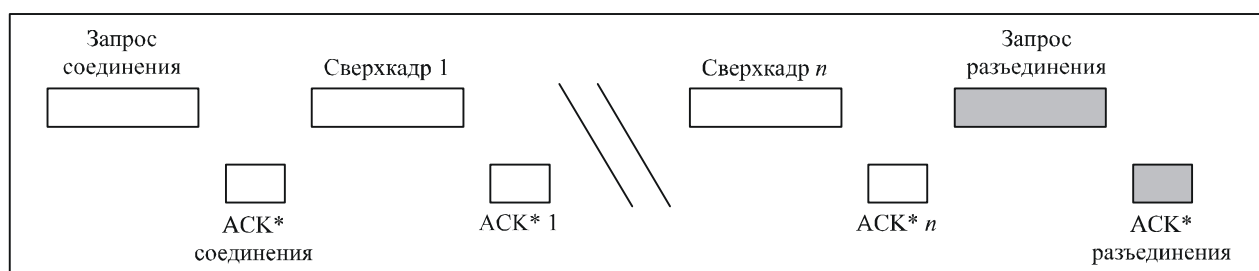 Запрос
соединения
Сверхкадр 1
Сверхкадр n
Запрос
разъединения
ACK*
соединения
ACK* 1
ACK* n
ACK*
разъединения